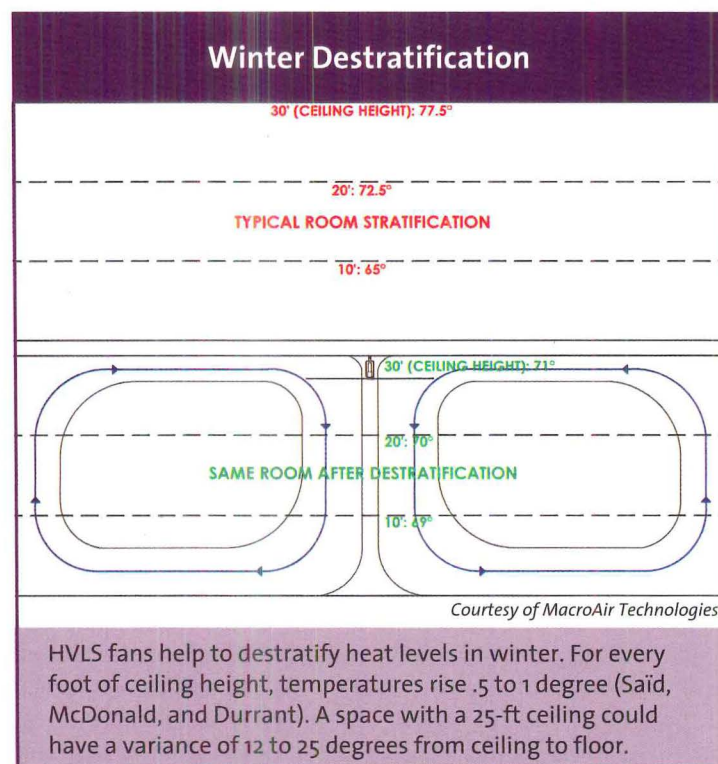 Winter Destratification
30' (CEILING HEIGHT): 77.5°
20': 72.5°
TYPICAL ROOM STRATIFICATION
10': 65°
30' (CEILING HEIGHT): 71°
20': 70°
SAME ROOM AFTER DESTRATIFICATION
10': 69°
Courtesy of MacroAir Technologies
HVLS fans help to destratify heat levels in winter. For every
foot of ceiling height, temperatures rise .5 to 1 degree (Saïd,
McDonald, and Durrant). A space with a 25-ft ceiling could
have a variance of 12 to 25 degrees from ceiling to floor.